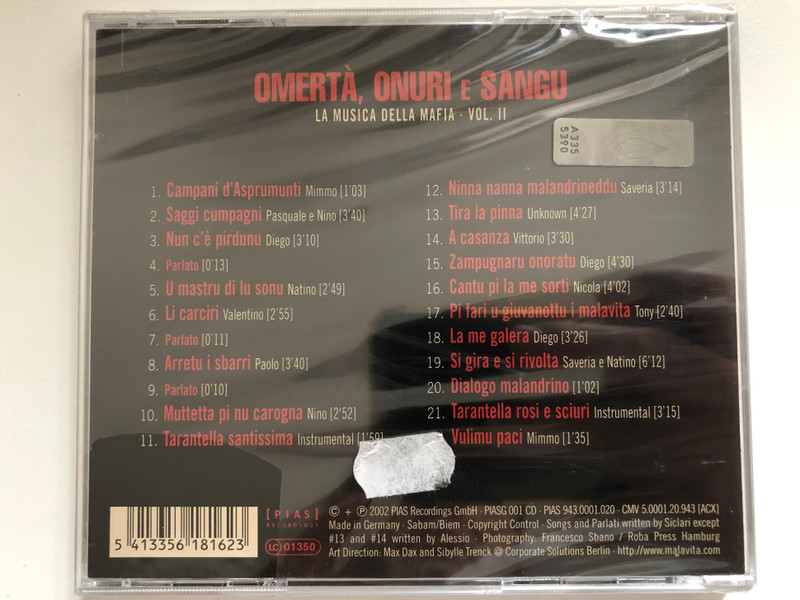 OMERTÀ, ONURI E SANGU
LA MUSICA DELLA MAFIA · VOL. II
A335
5390
1. Campani d'Asprumunti Mimmo [1'03]
2. Saggi cumpagni Pasquale e Nino [3'40]
3. Nun c'è pirdunu Diego [3'10]
4. Parlato [0'13]
5. U mastru di lu sonu Natino [2'49]
6. Li carciri Valentino [2'55]
7. Parlato [0'11]
8. Arretu i sbarri Paolo [3'40]
9. Parlato [0'10]
10. Muttetta pi nu carogna Nino [2'52]
11. Tarantella santissima Instrumental [1'59]
12. Ninna nanna malandrineddu Saveria [3'14]
13. Tira la pinna Unknown [4'27]
14. A casanza Vittorio [3'30]
15. Zampugnaru onoratu Diego [4'30]
16. Cantu pi la me sorti Nicola [4'02]
17. Pi fari u giuvanottu i malavita Tony [2'40]
18. La me galera Diego [3'26]
19. Si gira e si rivolta Saveria e Natino [6'12]
20. Dialogo malandrino [1'02]
21. Tarantella rosi e sciuri Instrumental [3'15]
Vulimu paci Mimmo [1'35]
5 413356 181623
[PIAS]
RECORDINGS
LC 01350
© + ℗ 2002 PIAS Recordings GmbH · PIASG 001 CD · PIAS 943.0001.020 · CMV 5.0001.20.943 [ACX]
Made in Germany · Sabam/Biem · Copyright Control · Songs and Parlati written by Siclari except
#13 and #14 written by Alessio · Photography: Francesco Sbano / Roba Press Hamburg
Art Direction: Max Dax and Sibylle Trenck @ Corporate Solutions Berlin · http://www.malavita.com